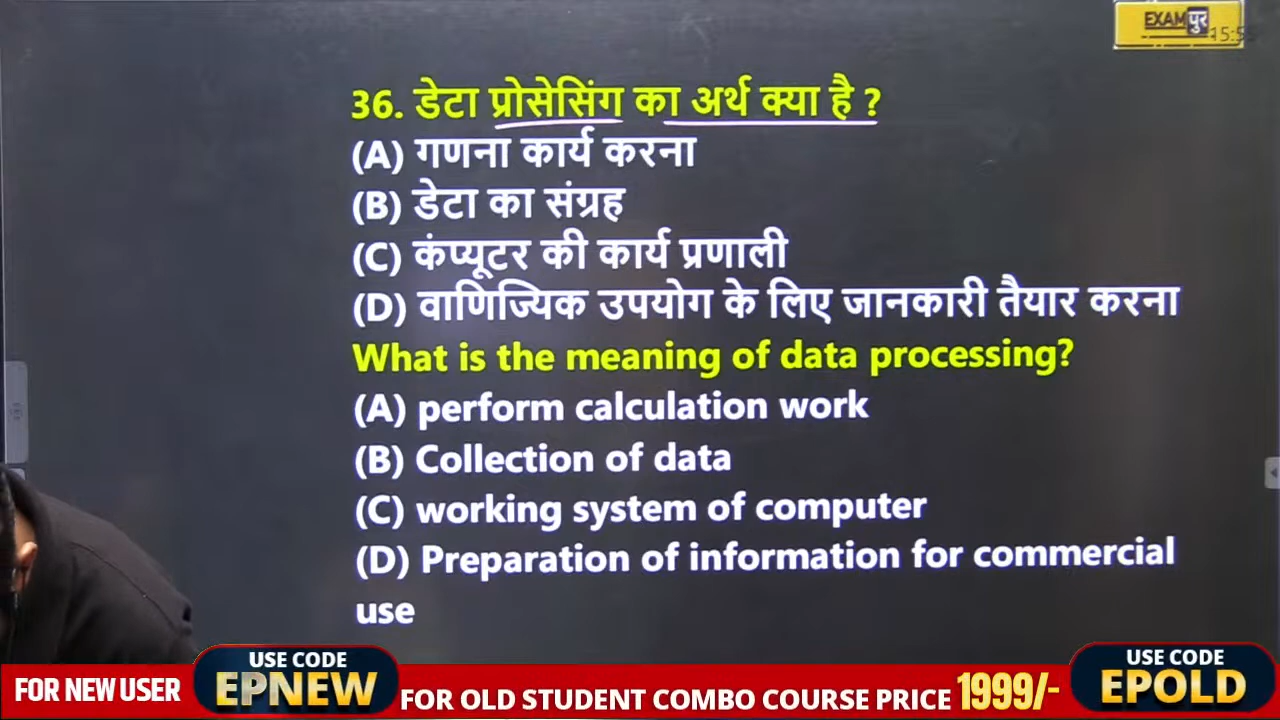 EXAMपुर
36. डेटा प्रोसेसिंग का अर्थ क्या है ?
(A) गणना कार्य करना
(B) डेटा का संग्रह
(C) कंप्यूटर की कार्य प्रणाली
(D) वाणिज्यिक उपयोग के लिए जानकारी तैयार करना
What is the meaning of data processing?
(A) perform calculation work
(B) Collection of data
(C) working system of computer
(D) Preparation of information for commercial
use
FOR NEW USER
USE CODE
EPNEW
FOR OLD STUDENT COMBO COURSE PRICE 1999/-
USE CODE
EPOLD